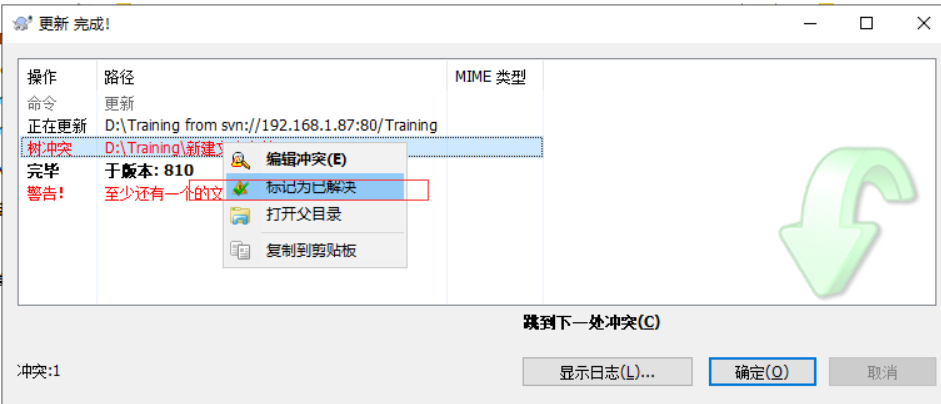 更新 完成!
操作 路径 MIME 类型
命令 更新
正在更新 D:\Training from svn://192.168.1.87:80/Training
树冲突 D:\Training\新建
完毕 于版本: 810
警告! 至少还有一个的文
编辑冲突(E)
标记为已解决
打开父目录
复制到剪贴板
跳到下一处冲突(C)
冲突:1
显示日志(L)... 确定(O) 取消